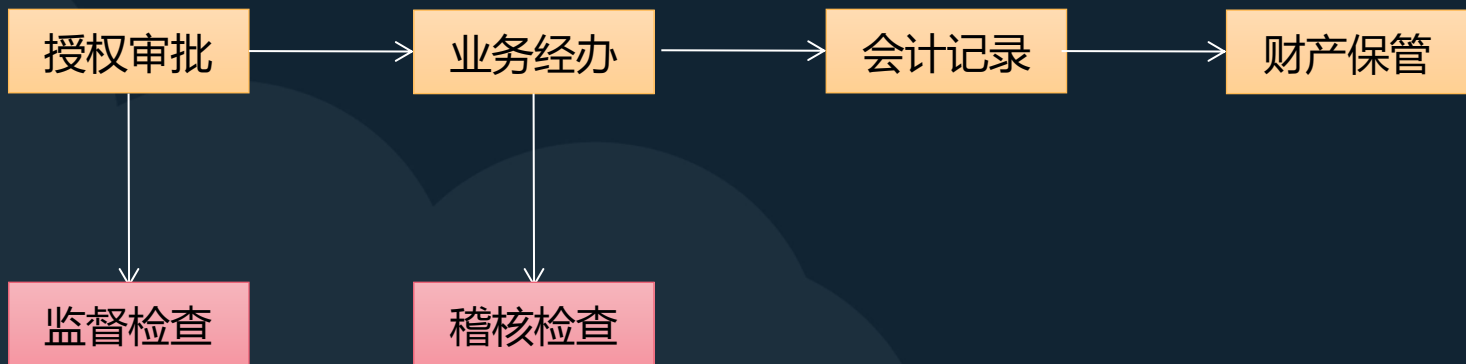 授权审批
业务经办
会计记录
财产保管
监督检查
稽核检查